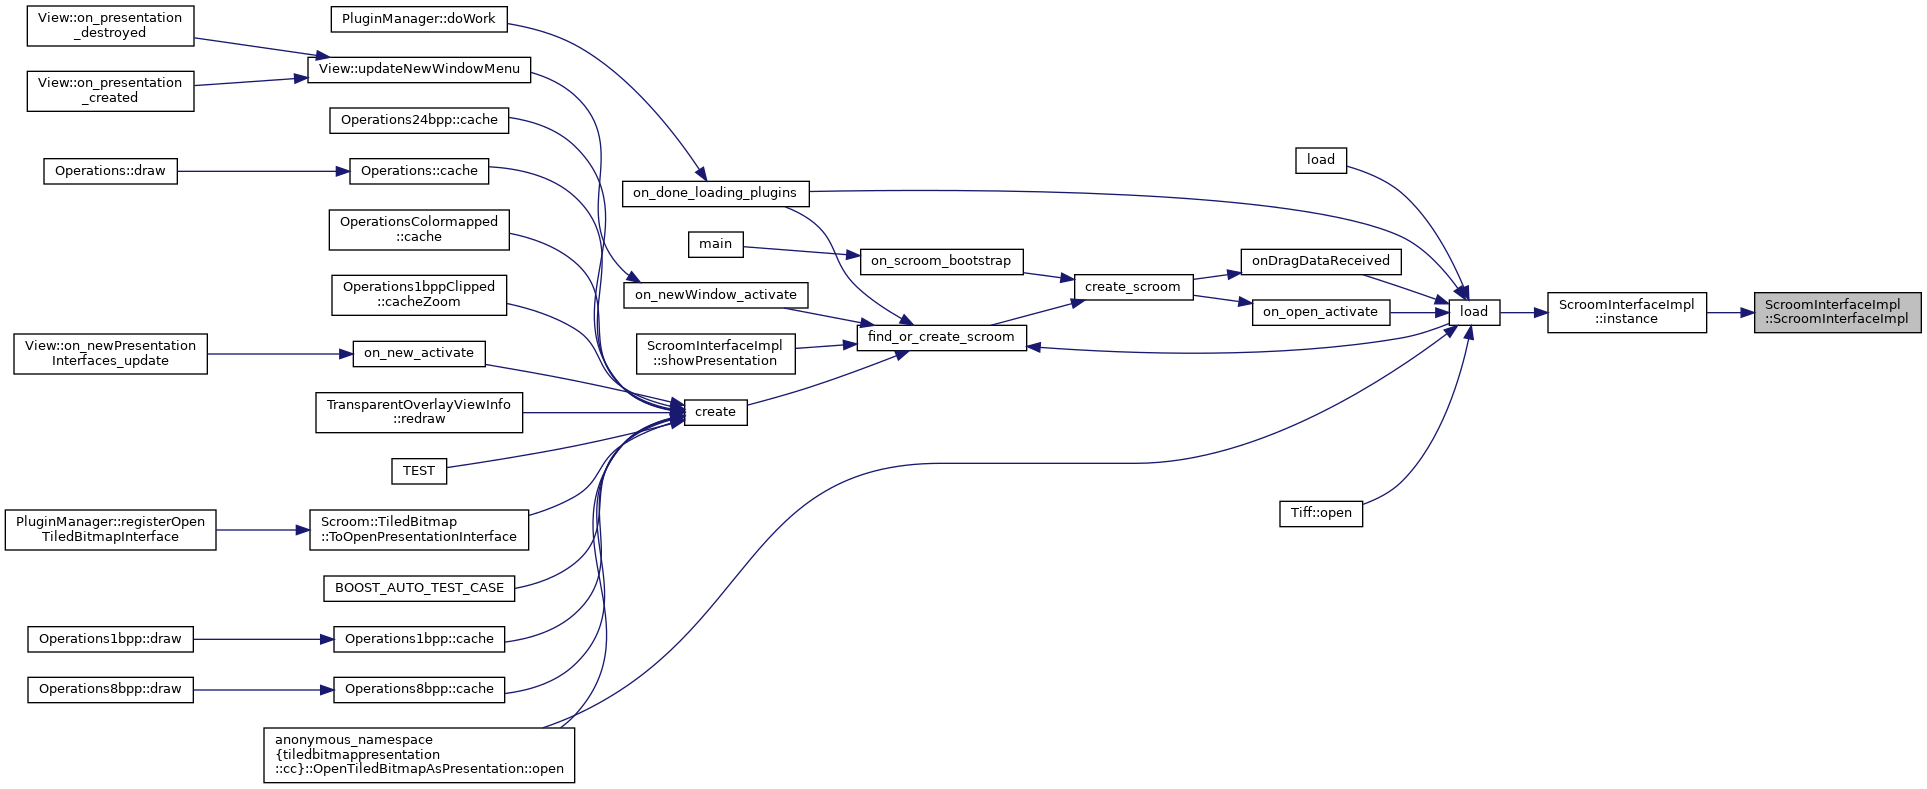 View::on_presentation
_destroyed
View::on_presentation
_created
Operations::draw
View::on_newPresentation
Interfaces_update
PluginManager::registerOpen
TiledBitmapInterface
Operations1bpp::draw
Operations8bpp::draw
PluginManager::doWork
View::updateNewWindowMenu
Operations24bpp::cache
Operations::cache
OperationsColormapped
::cache
Operations1bppClipped
::cacheZoom
on_new_activate
TransparentOverlayViewInfo
::redraw
TEST
Scroom::TiledBitmap
::ToOpenPresentationInterface
BOOST_AUTO_TEST_CASE
Operations1bpp::cache
Operations8bpp::cache
anonymous_namespace
{tiledbitmappresentation
::cc}::OpenTiledBitmapAsPresentation::open
on_done_loading_plugins
main
on_newWindow_activate
ScroomInterfaceImpl
::showPresentation
create
on_scroom_bootstrap
find_or_create_scroom
create_scroom
load
onDragDataReceived
on_open_activate
Tiff::open
load
ScroomInterfaceImpl
::instance
ScroomInterfaceImpl
::ScroomInterfaceImpl